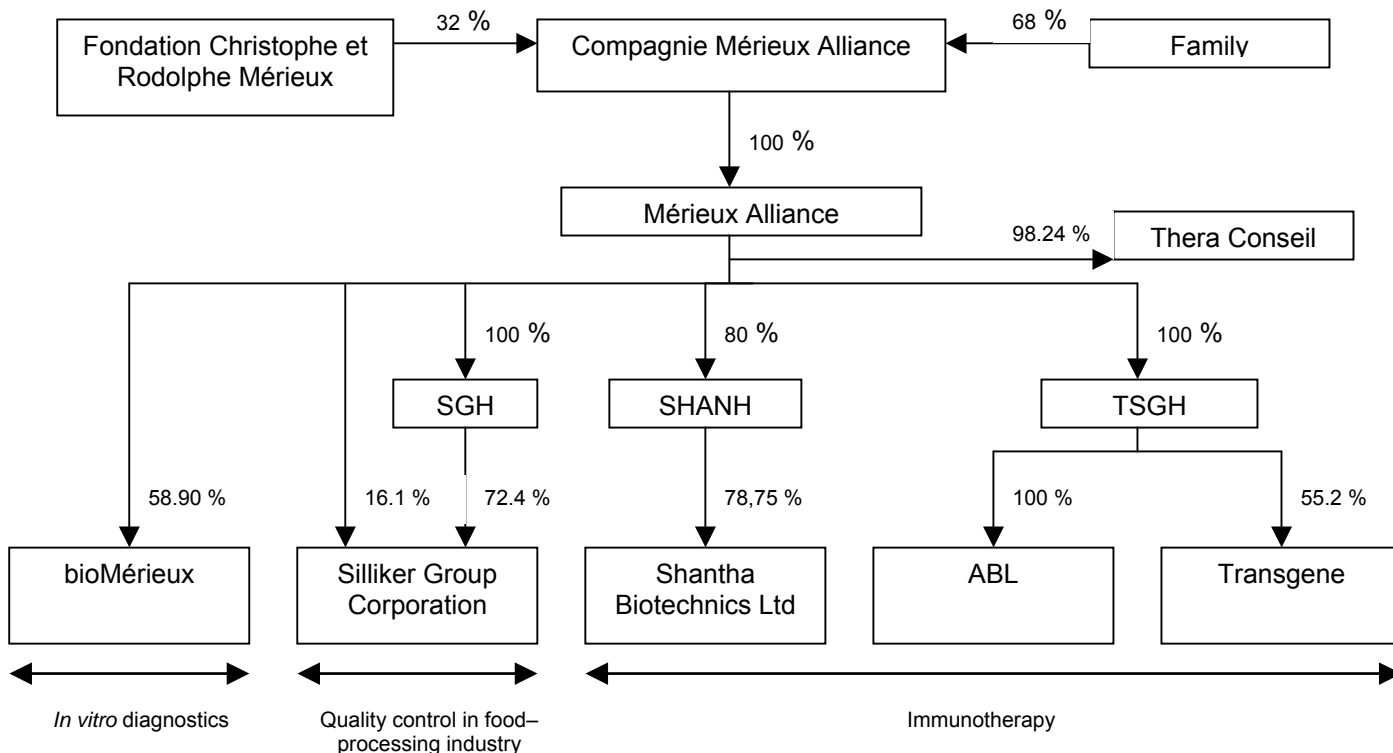 Fondation Christophe et
Rodolphe Mérieux
32 %
Compagnie Mérieux Alliance
68 %
Family
100 %
Mérieux Alliance
98.24 %
Thera Conseil
100 %
80 %
100 %
SGH
SHANH
TSGH
58.90 %
16.1 %
72.4 %
78,75 %
100 %
55.2 %
bioMérieux
Silliker Group
Corporation
Shantha
Biotechnics Ltd
ABL
Transgene
In vitro diagnostics
Quality control in food–
processing industry
Immunotherapy